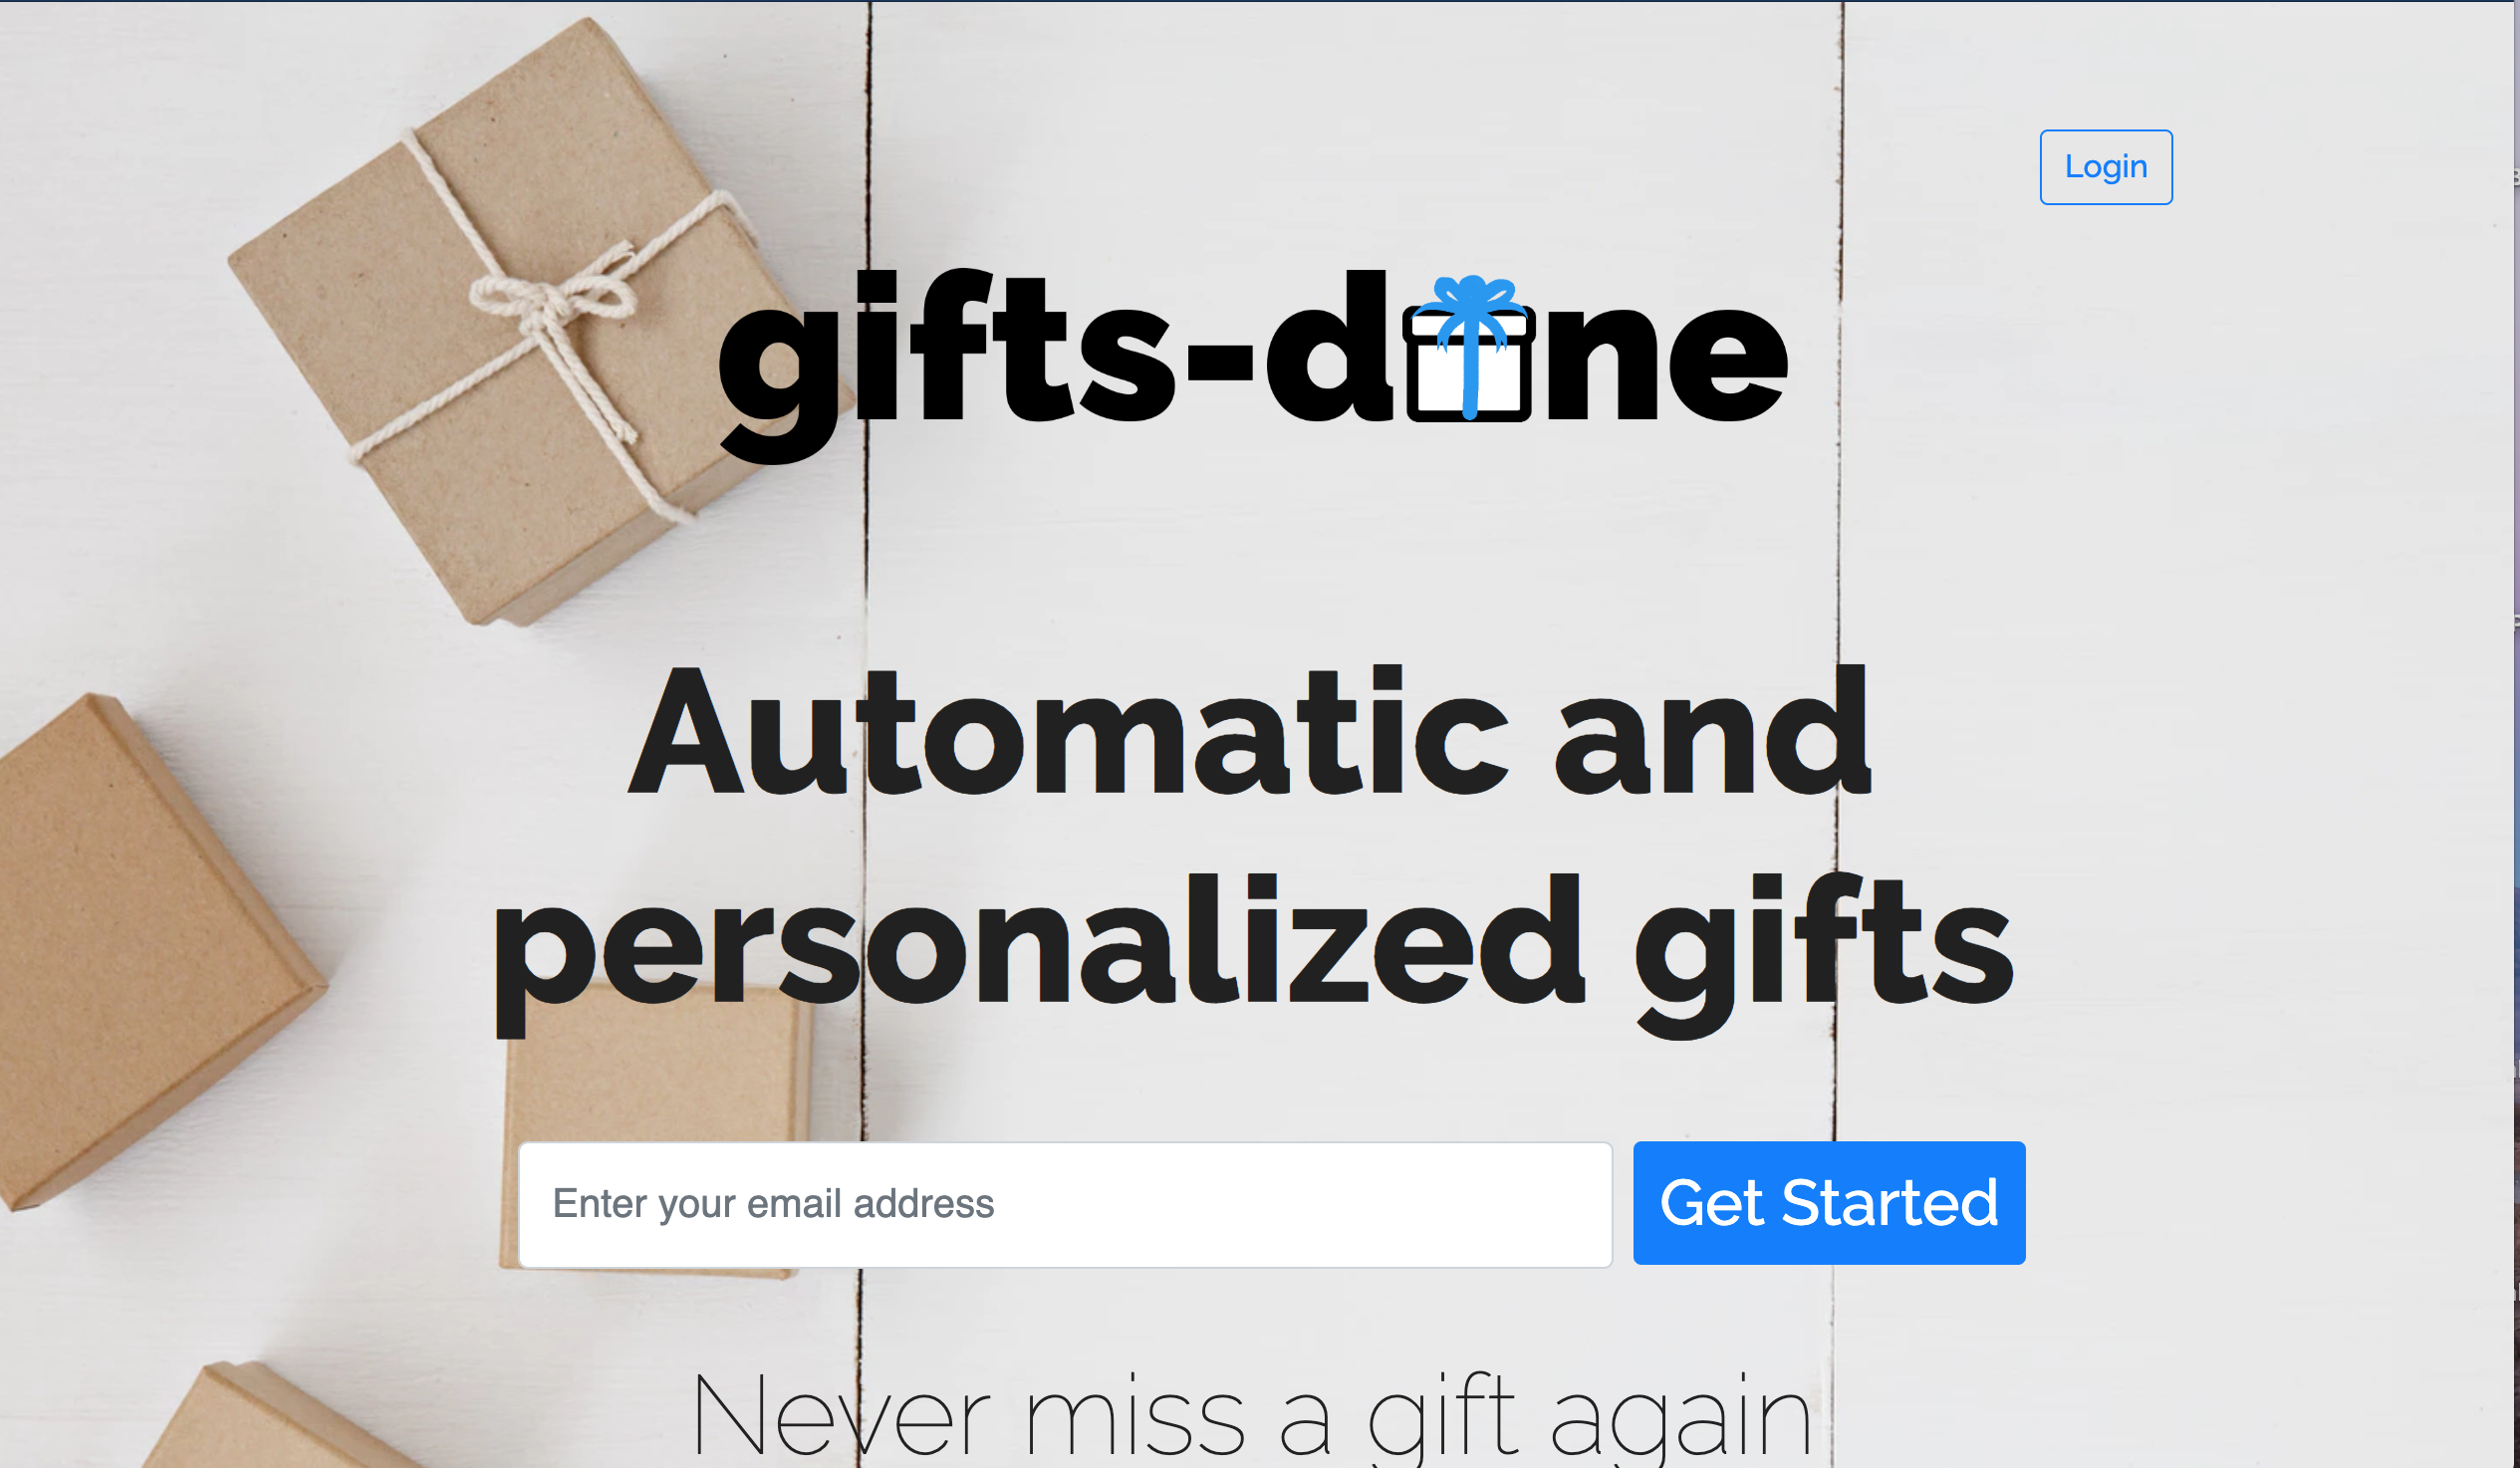 Login
gifts-done
Automatic and
personalized gifts
Enter your email address
Get Started
Never miss a gift again